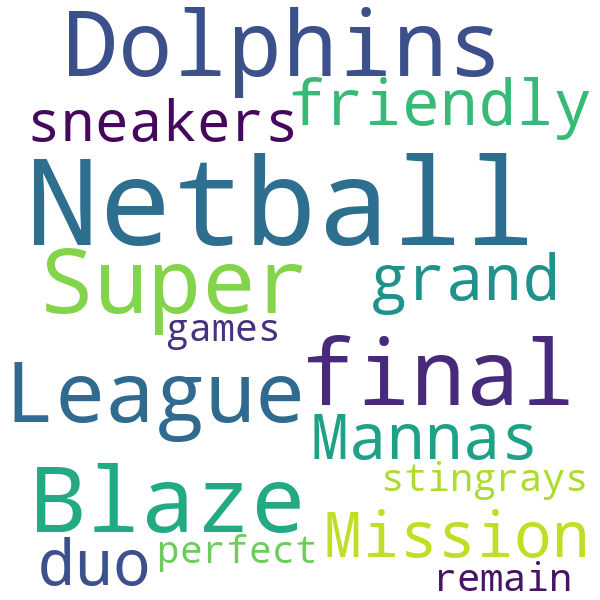 Dolphins
friendly
sneakers
Netball
Super
grand
games
final
League
Mannas
Blaze
stingrays
Mission
duo
perfect
remain